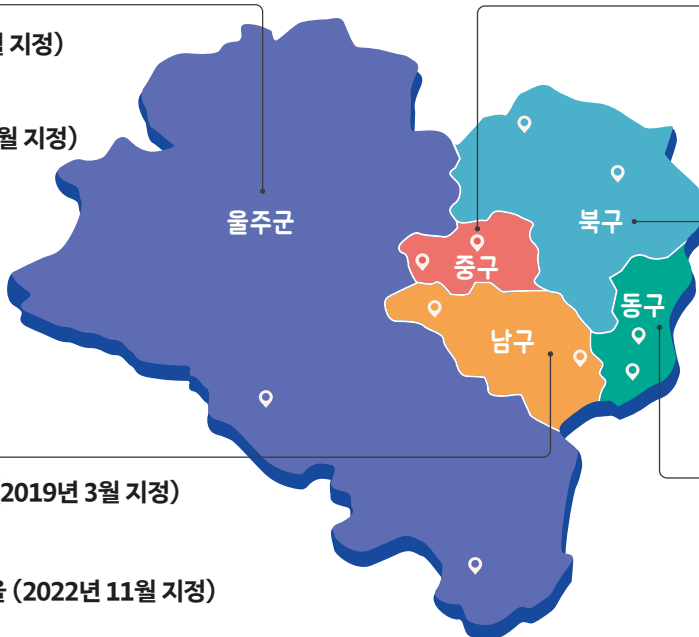 지정)
월 지정)
울주군
북구
중구
동구
남구
2019년 3월 지정)
(2022년 11월 지정)